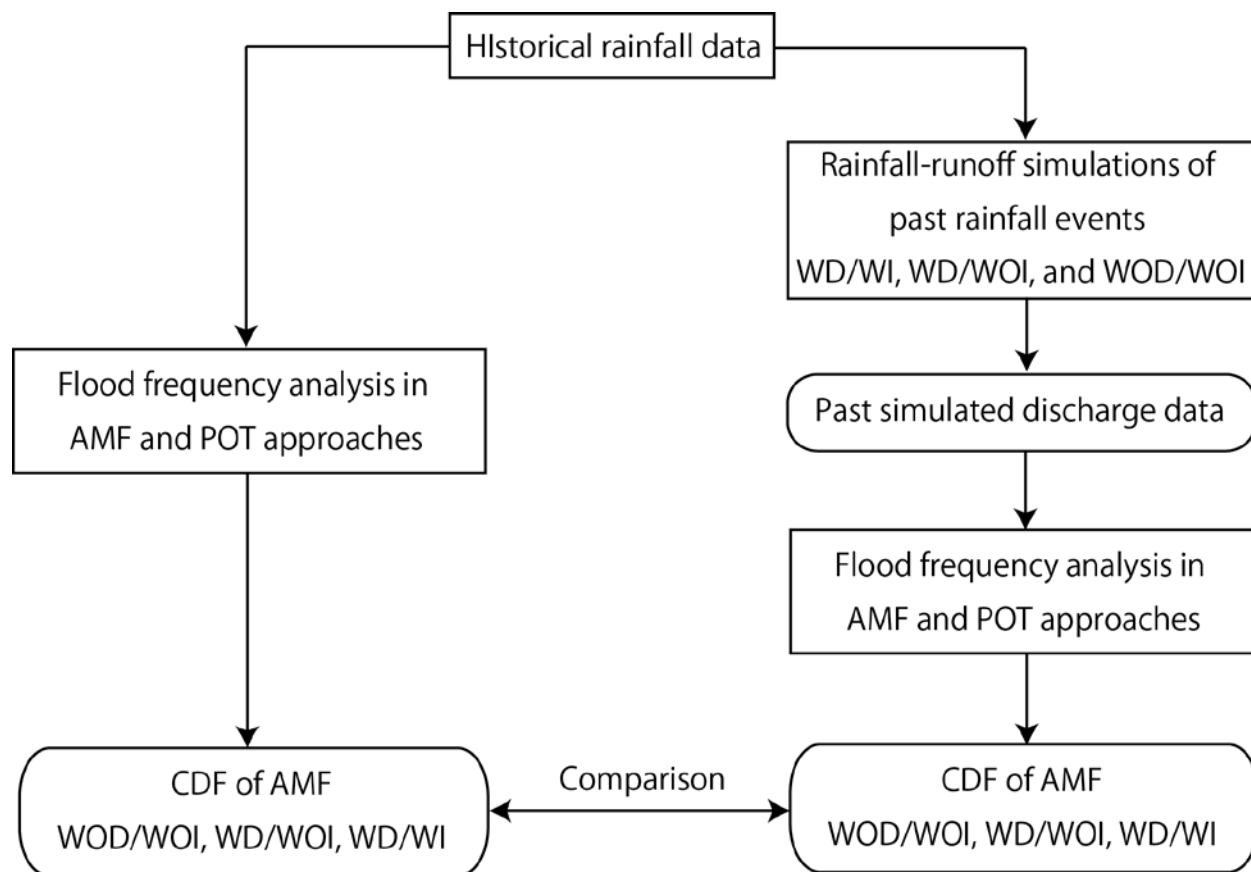 HIstorical rainfall data
Rainfall-runoff simulations of
past rainfall events
WD/WI, WD/WOI, and WOD/WOI
Flood frequency analysis in
AMF and POT approaches
Past simulated discharge data
Flood frequency analysis in
AMF and POT approaches
CDF of AMF
WOD/WOI, WD/WOI, WD/WI
Comparison
CDF of AMF
WOD/WOI, WD/WOI, WD/WI